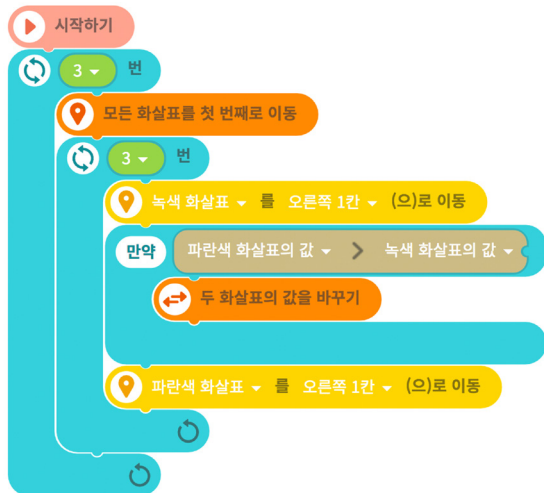 시작하기
3 번
모든 화살표를 첫 번째로 이동
3 번
녹색 화살표 를 오른쪽 1칸 (으)로 이동
만약 파란색 화살표의 값 > 녹색 화살표의 값
두 화살표의 값을 바꾸기
파란색 화살표 를 오른쪽 1칸 (으)로 이동